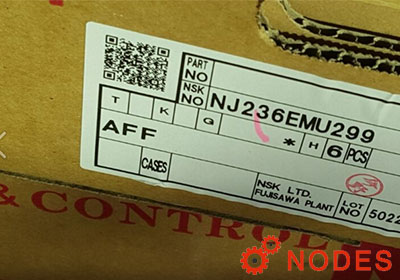 PART NO
NSK NO NJ236EMU299
T K Q * H 6 PCS
AFF
CASES
NSK LTD.
FUJISAWA PLANT
LOT NO 5022
& CONTROL
NODES